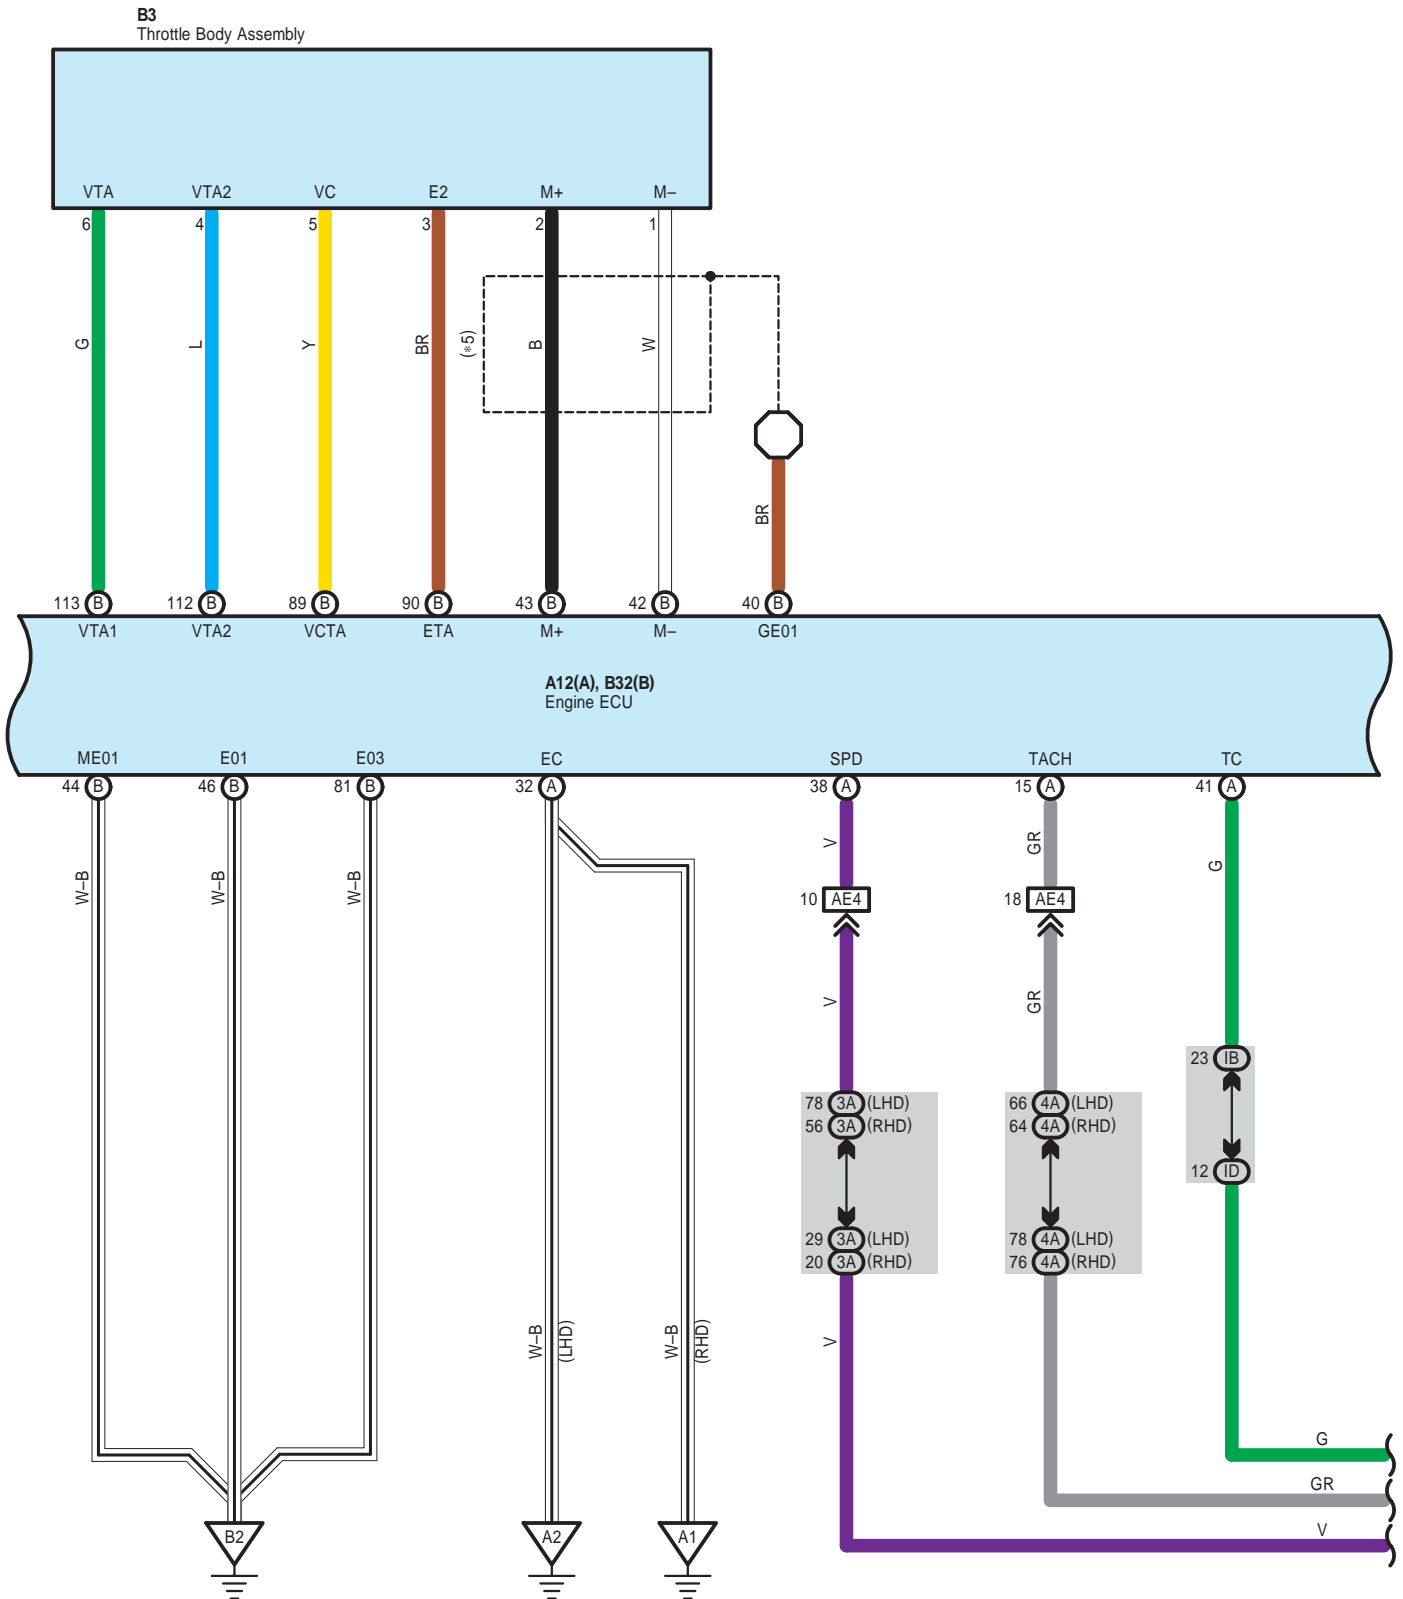 B3
Throttle Body Assembly
VTA VTA2 VC E2 M+ M–
6 4 5 3 2 1
G L Y BR (*5) B W
BR
113 B 112 B 89 B 90 B 43 B 42 B 40 B
VTA1 VTA2 VCTA ETA M+ M– GE01
A12(A), B32(B)
Engine ECU
ME01 E01 E03 EC SPD TACH TC
44 B 46 B 81 B 32 A 38 A 15 A 41 A
V GR G
W–B W–B W–B
10 AE4 18 AE4
V GR
23 IB
78 3A (LHD) 66 4A (LHD)
56 3A (RHD) 64 4A (RHD)
12 ID
29 3A (LHD) 78 4A (LHD)
20 3A (RHD) 76 4A (RHD)
W–B (LHD) W–B (RHD) V
G
GR
V
B2 A2 A1